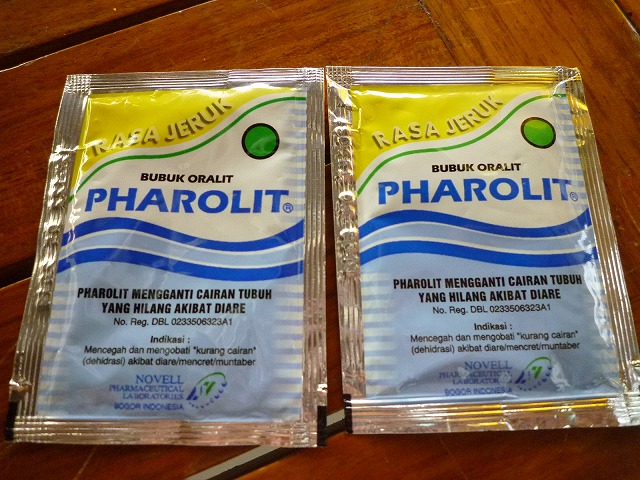 RASA JERUK
BUBUK ORALIT
PHAROLIT®
PHAROLIT MENGGANTI CAIRAN TUBUH
YANG HILANG AKIBAT DIARE
No. Reg. DBL 0233506323A1
Indikasi :
Mencegah dan mengobati "kurang cairan"
(dehidrasi) akibat diare/mencret/muntaber
NOVELL
PHARMACEUTICAL
LABORATORIES
BOGOR INDONESIA
RASA JERUK
BUBUK ORALIT
PHAROLIT®
PHAROLIT MENGGANTI CAIRAN TUBUH
YANG HILANG AKIBAT DIARE
No. Reg. DBL 0233506323A1
Indikasi :
Mencegah dan mengobati "kurang cairan"
(dehidrasi) akibat diare/mencret/muntaber
NOVELL
PHARMACEUTICAL
LABORATORIES
BOGOR INDONESIA